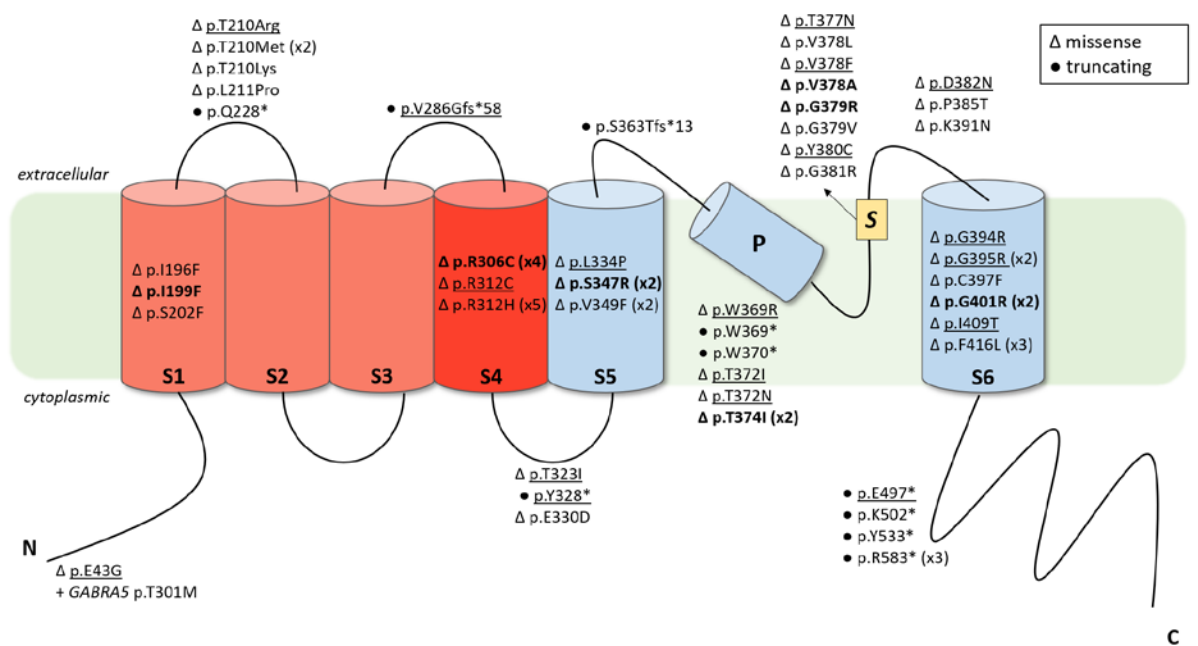 Δ p.T210Arg
Δ p.T210Met (x2)
Δ p.T210Lys
Δ p.L211Pro
● p.Q228*
● p.V286Gfs*58
● p.S363Tfs*13
Δ p.T377N
Δ p.V378L
Δ p.V378F
Δ p.V378A
Δ p.G379R
Δ p.G379V
Δ p.Y380C
Δ p.G381R
Δ p.D382N
Δ p.P385T
Δ p.K391N
Δ missense
● truncating
extracellular
cytoplasmic
Δ p.I196F
Δ p.I199F
Δ p.S202F
S1
S2
S3
Δ p.R306C (x4)
Δ p.R312C
Δ p.R312H (x5)
S4
Δ p.L334P
Δ p.S347R (x2)
Δ p.V349F (x2)
S5
P
S
Δ p.W369R
● p.W369*
● p.W370*
Δ p.T372I
Δ p.T372N
Δ p.T374I (x2)
Δ p.G394R
Δ p.G395R (x2)
Δ p.C397F
Δ p.G401R (x2)
Δ p.I409T
Δ p.F416L (x3)
S6
Δ p.T323I
● p.Y328*
Δ p.E330D
● p.E497*
● p.K502*
● p.Y533*
● p.R583* (x3)
N
Δ p.E43G
+ GABRA5 p.T301M
C